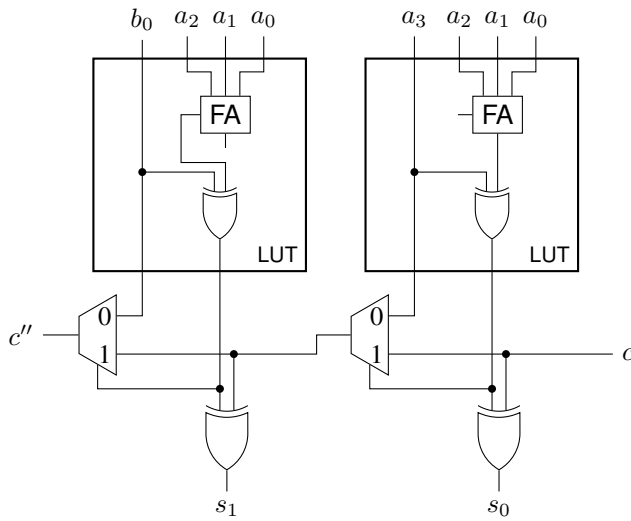 b₀ a₂ a₁ a₀ a₃ a₂ a₁ a₀
FA FA
LUT LUT
0 0
c″
1 1 c
s₁ s₀